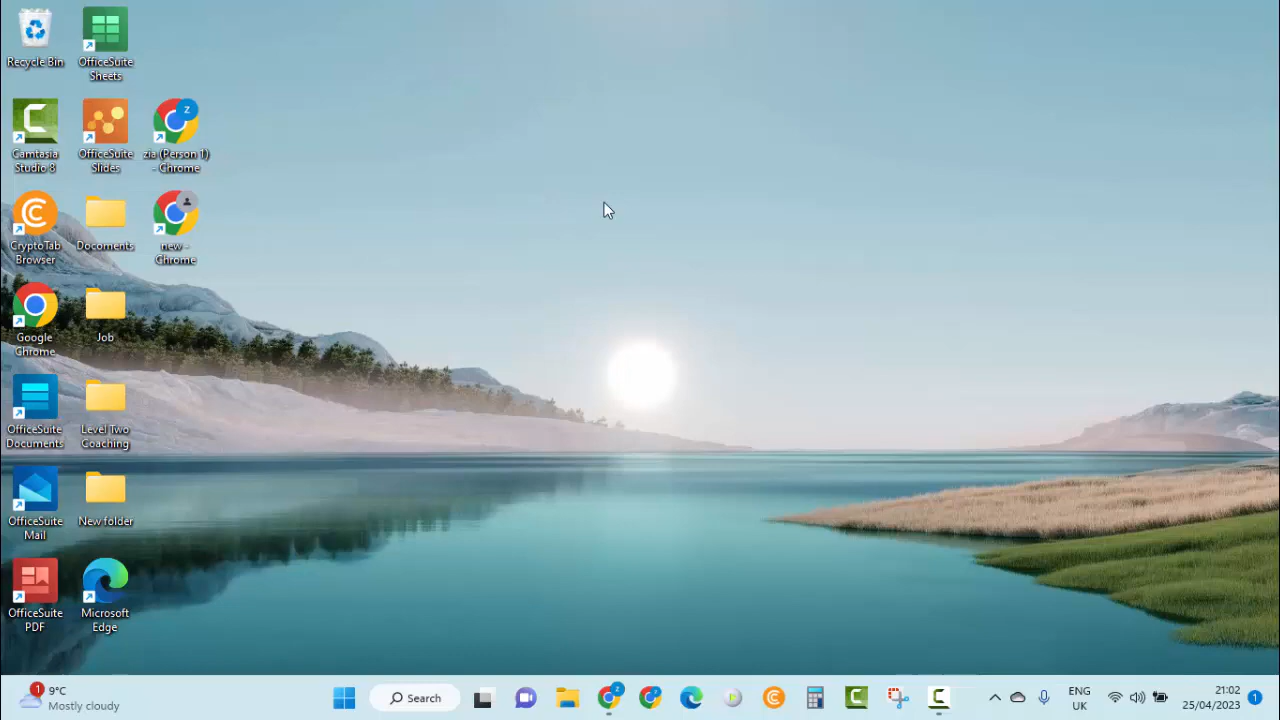 Recycle Bin
OfficeSuite
Sheets
Camtasia
Studio 8
OfficeSuite
Slides
Z
zia (Person 1)
- Chrome
CryptoTab
Browser
Documents
new -
Chrome
Google
Chrome
Job
OfficeSuite
Documents
Level Two
Coaching
OfficeSuite
Mail
New folder
OfficeSuite
PDF
Microsoft
Edge
1
9°C
Mostly cloudy
Search
ENG
UK
21:02
25/04/2023
1